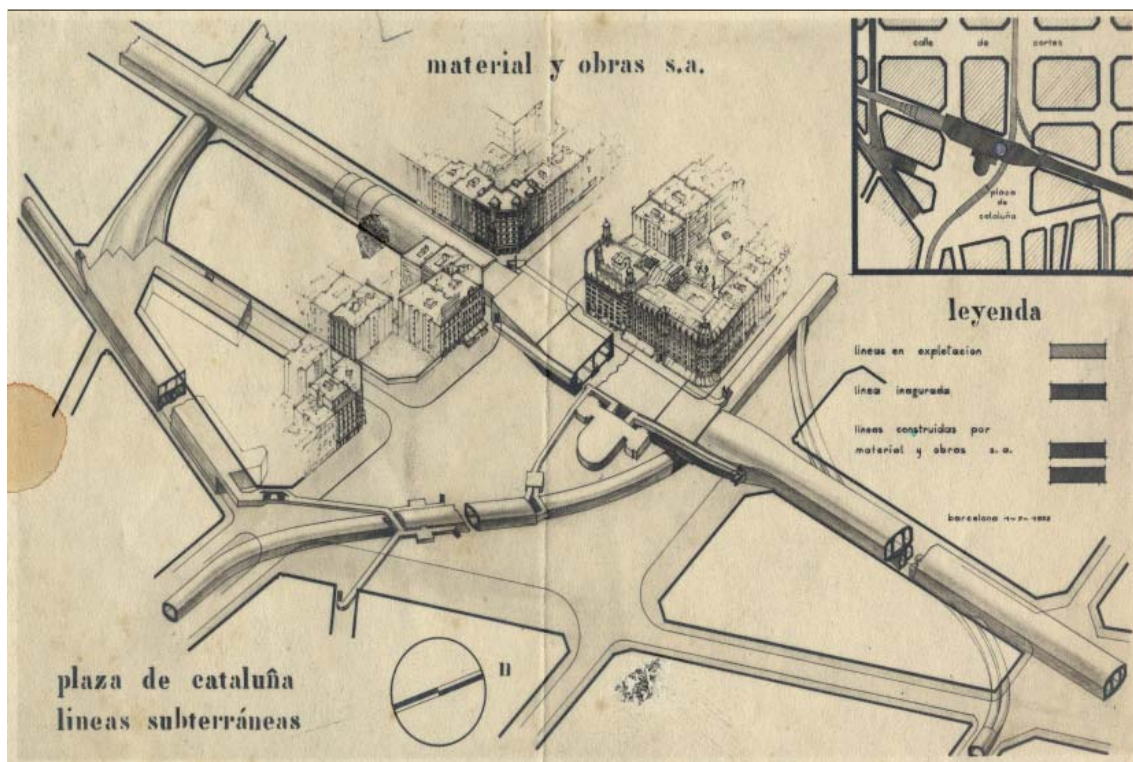 material y obras s.a.
calle de cortes
plaza
de
cataluña
leyenda
lineas en explotacion
linea inagurada
lineas construidas por
material y obras s.a.
barcelona
n
plaza de cataluña
lineas subterráneas